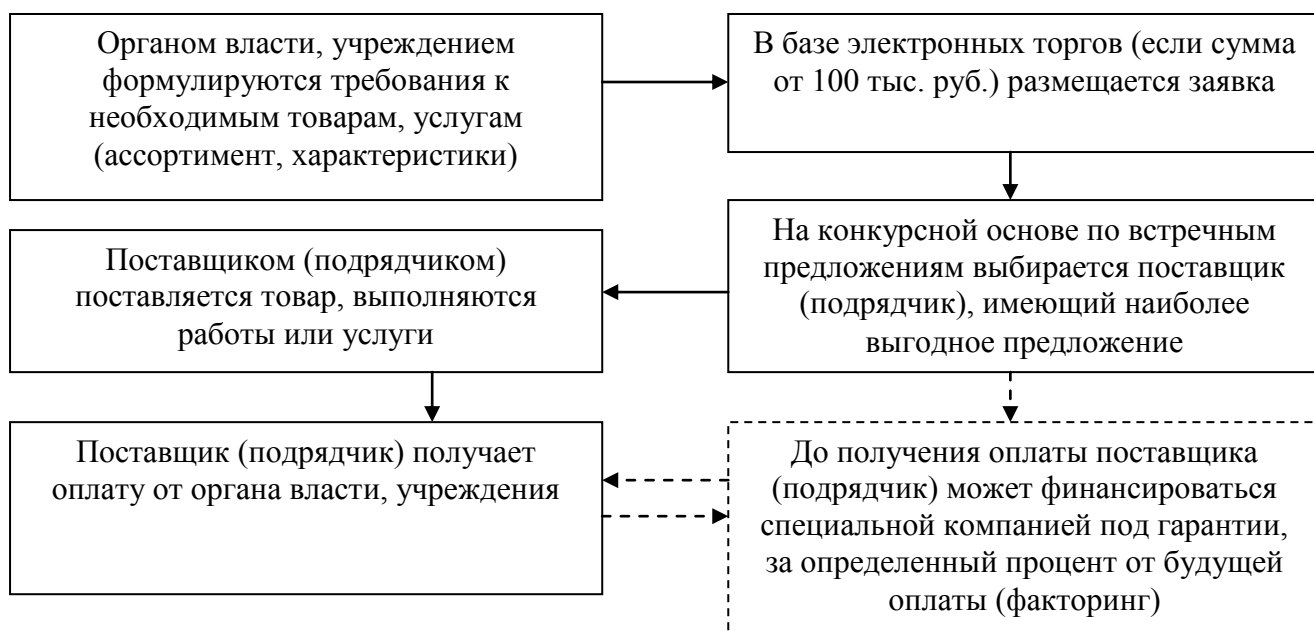 Органом власти, учреждением
формулируются требования к
необходимым товарам, услугам
(ассортимент, характеристики)
В базе электронных торгов (если сумма
от 100 тыс. руб.) размещается заявка
На конкурсной основе по встречным
предложениям выбирается поставщик
(подрядчик), имеющий наиболее
выгодное предложение
Поставщиком (подрядчиком)
поставляется товар, выполняются
работы или услуги
Поставщик (подрядчик) получает
оплату от органа власти, учреждения
До получения оплаты поставщика
(подрядчик) может финансироваться
специальной компанией под гарантии,
за определенный процент от будущей
оплаты (факторинг)